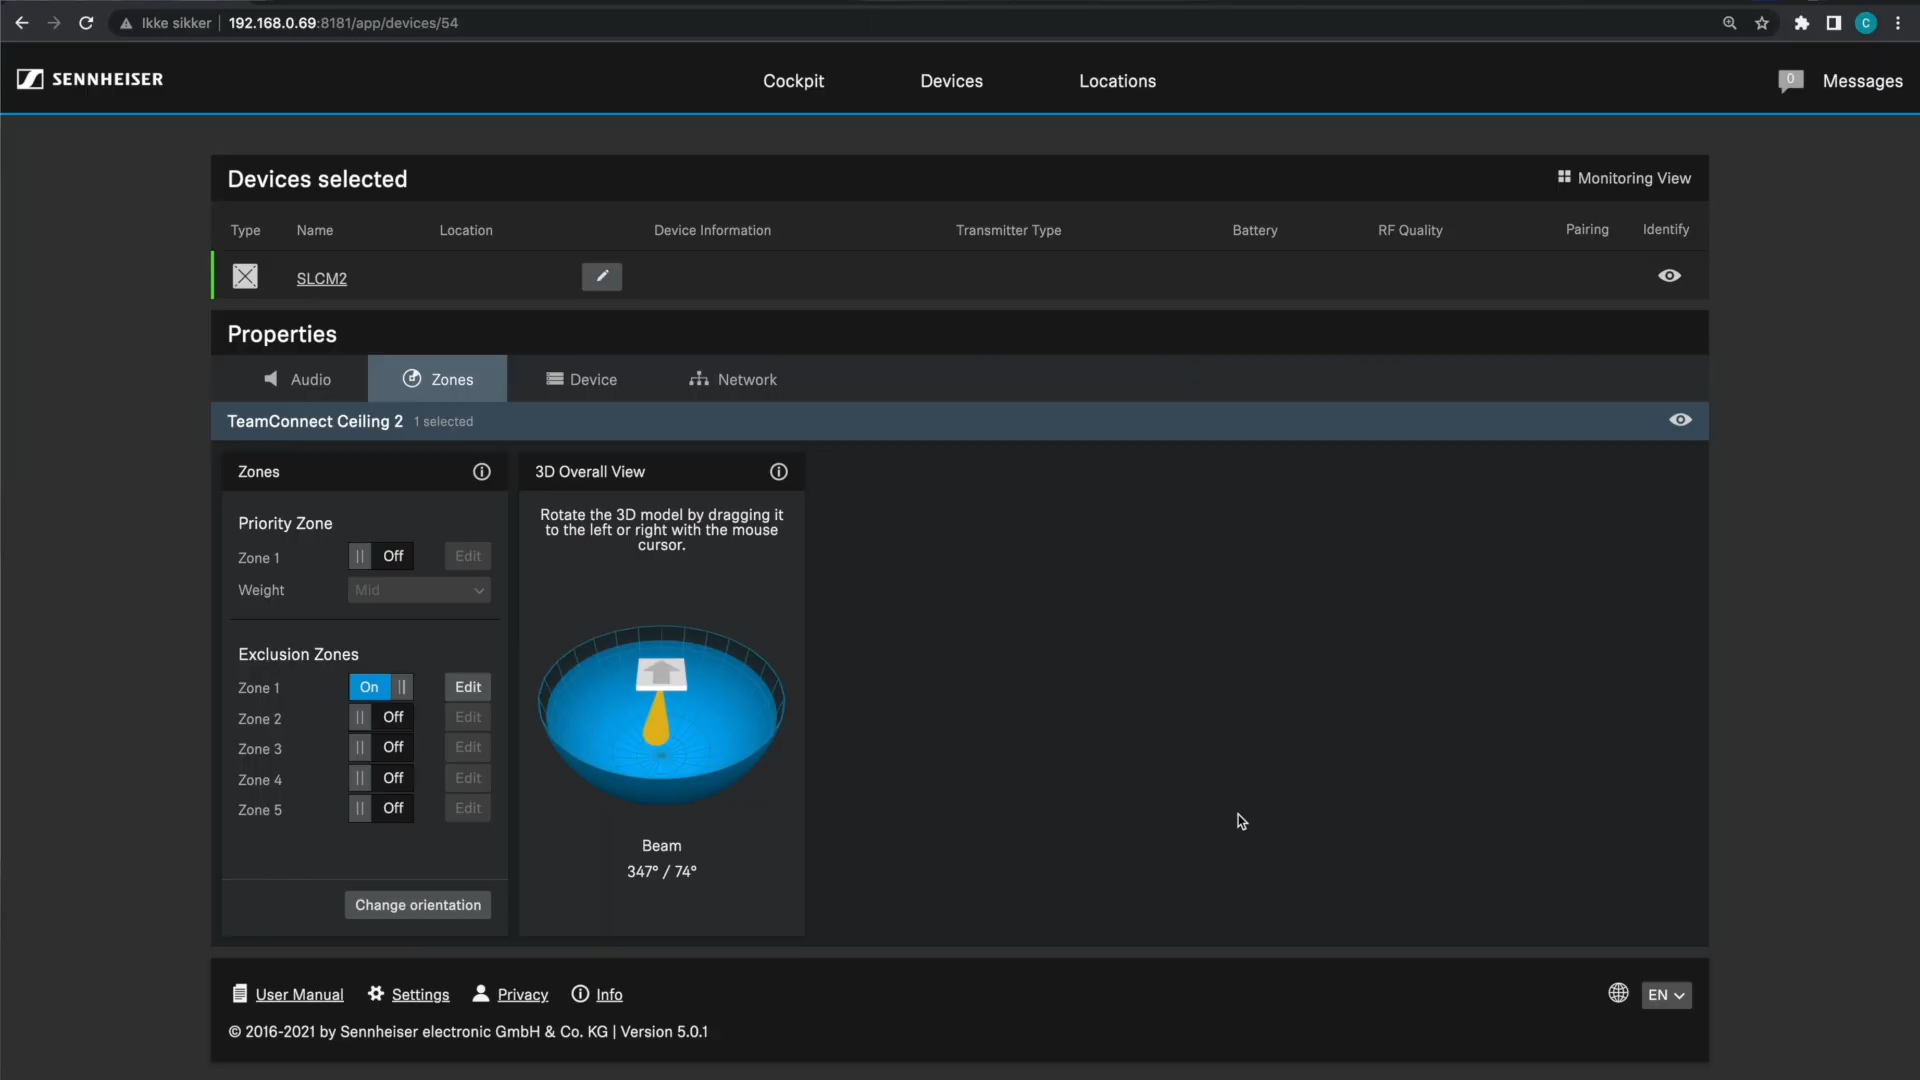 Ikke sikker 192.168.0.69:8181/app/devices/54
C
SENNHEISER
Cockpit
Devices
Locations
0
Messages
Devices selected
Monitoring View
Type Name Location Device Information Transmitter Type Battery RF Quality Pairing Identify
SLCM2
Properties
Audio
Zones
Device
Network
TeamConnect Ceiling 2 1 selected
Zones
Priority Zone
Zone 1 Off Edit
Weight Mid
Exclusion Zones
Zone 1 On Edit
Zone 2 Off Edit
Zone 3 Off Edit
Zone 4 Off Edit
Zone 5 Off Edit
Change orientation
3D Overall View
Rotate the 3D model by dragging it
to the left or right with the mouse
cursor.
Beam
347° / 74°
User Manual Settings Privacy Info
EN
© 2016-2021 by Sennheiser electronic GmbH & Co. KG | Version 5.0.1